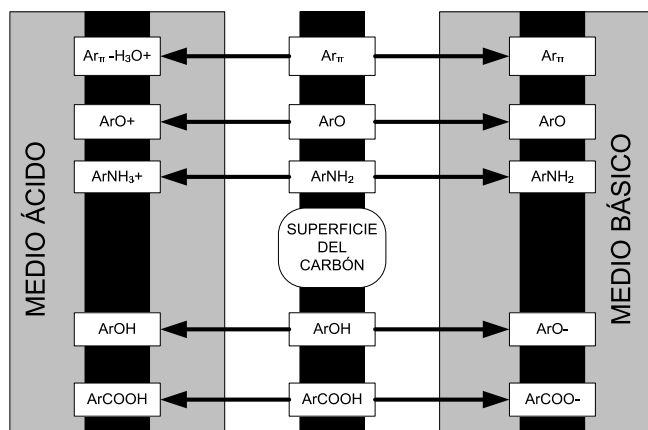 MEDIO ÁCIDO
Arπ-H₃O+
Arπ
Arπ
ArO+
ArO
ArO
ArNH₃+
ArNH₂
ArNH₂
SUPERFICIE
DEL
CARBÓN
ArOH
ArOH
ArO-
ArCOOH
ArCOOH
ArCOO-
MEDIO BÁSICO